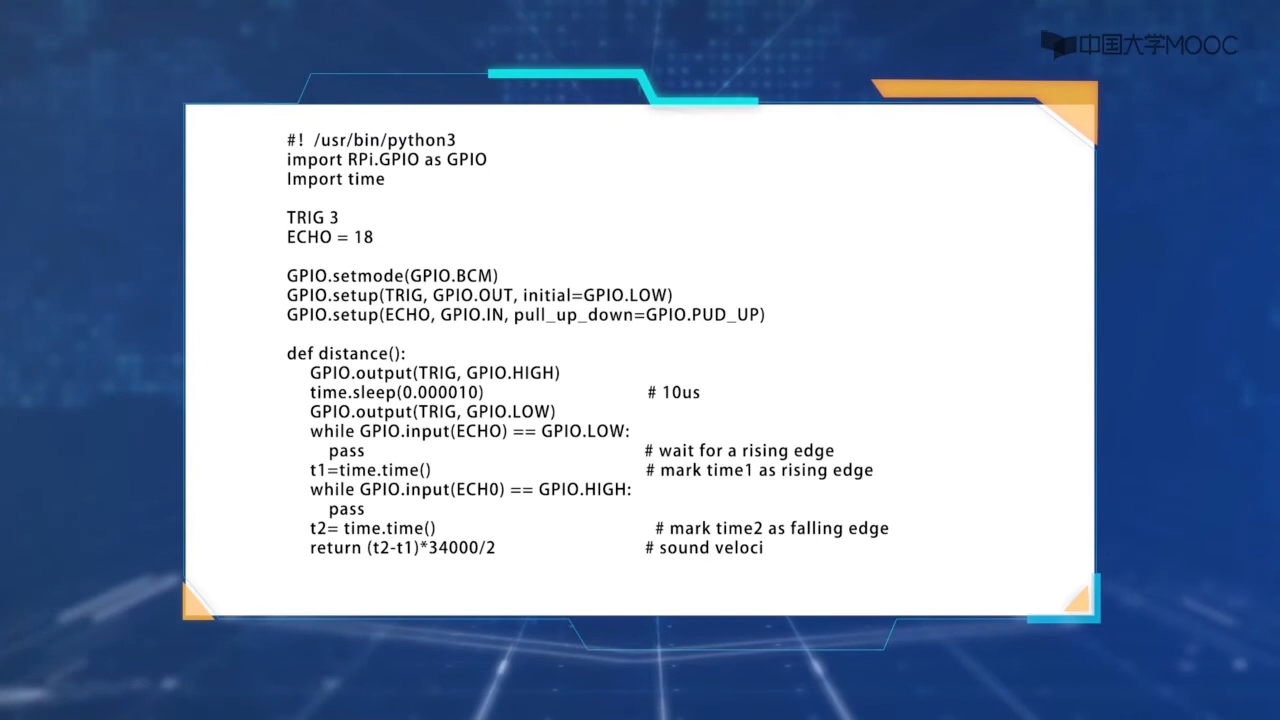 中国大学MOOC
#! /usr/bin/python3
import RPi.GPIO as GPIO
Import time
TRIG 3
ECHO = 18
GPIO.setmode(GPIO.BCM)
GPIO.setup(TRIG, GPIO.OUT, initial=GPIO.LOW)
GPIO.setup(ECHO, GPIO.IN, pull_up_down=GPIO.PUD_UP)
def distance():
GPIO.output(TRIG, GPIO.HIGH)
time.sleep(0.000010) # 10us
GPIO.output(TRIG, GPIO.LOW)
while GPIO.input(ECHO) == GPIO.LOW:
pass # wait for a rising edge
t1=time.time() # mark time1 as rising edge
while GPIO.input(ECH0) == GPIO.HIGH:
pass
t2= time.time() # mark time2 as falling edge
return (t2-t1)*34000/2 # sound veloci